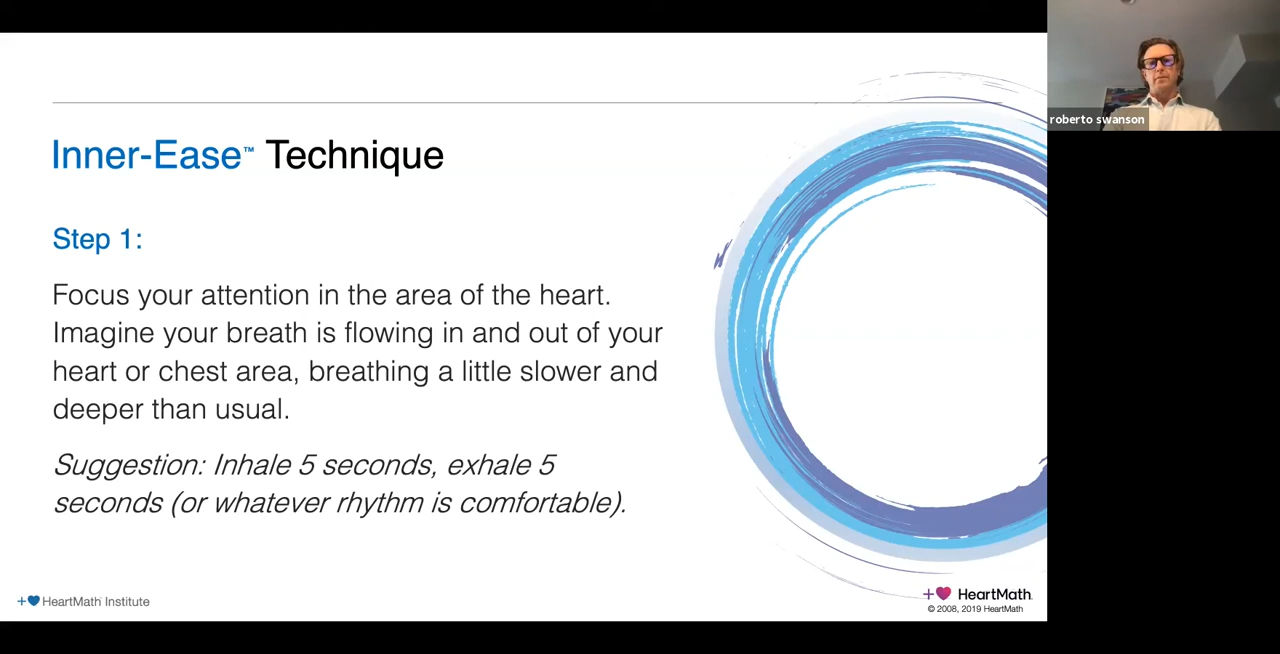 Inner-Ease™ Technique
Step 1:
Focus your attention in the area of the heart.
Imagine your breath is flowing in and out of your
heart or chest area, breathing a little slower and
deeper than usual.
Suggestion: Inhale 5 seconds, exhale 5
seconds (or whatever rhythm is comfortable).
HeartMath Institute
HeartMath.
© 2008, 2019 HeartMath
roberto swanson